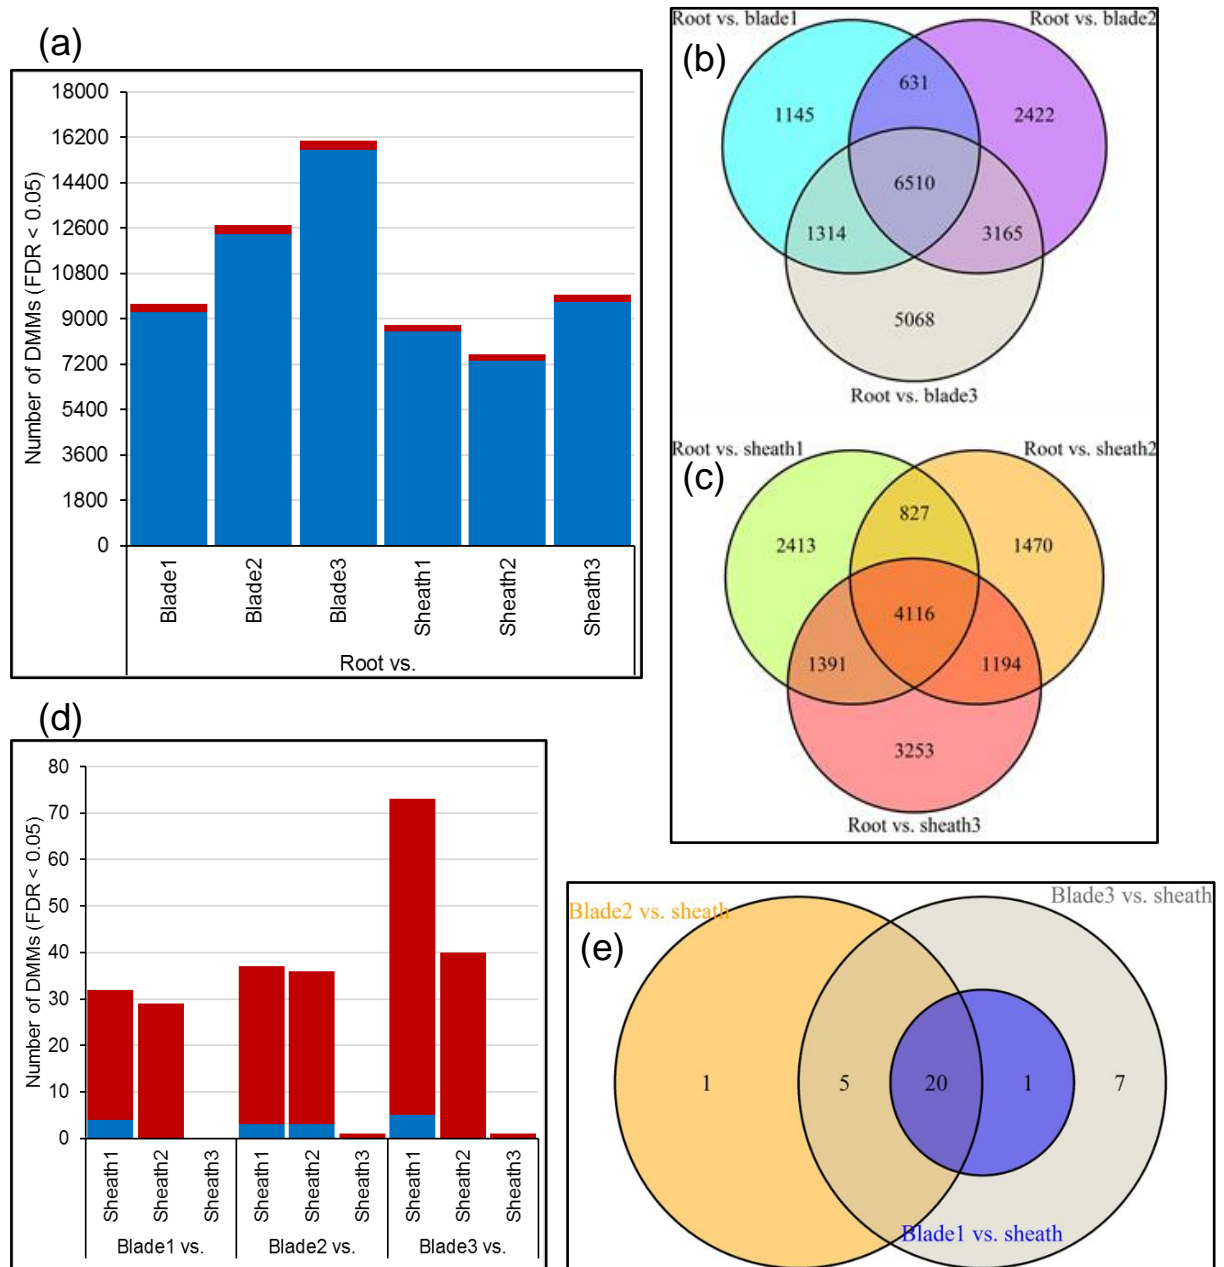 (a)
Number of DMMs (FDR < 0.05)
18000
16200
14400
12600
10800
9000
7200
5400
3600
1800
0
Blade1
Blade2
Blade3
Sheath1
Sheath2
Sheath3
Root vs.
(b)
Root vs. blade1
Root vs. blade2
631
1145
2422
6510
1314
3165
5068
Root vs. blade3
(c)
Root vs. sheath1
Root vs. sheath2
827
2413
1470
4116
1391
1194
3253
Root vs. sheath3
(d)
Number of DMMs (FDR < 0.05)
80
70
60
50
40
30
20
10
0
Sheath1
Sheath2
Sheath3
Sheath1
Sheath2
Sheath3
Sheath1
Sheath2
Sheath3
Blade1 vs.
Blade2 vs.
Blade3 vs.
(e)
Blade2 vs. sheath
Blade3 vs. sheath
1
5
20
1
7
Blade1 vs. sheath